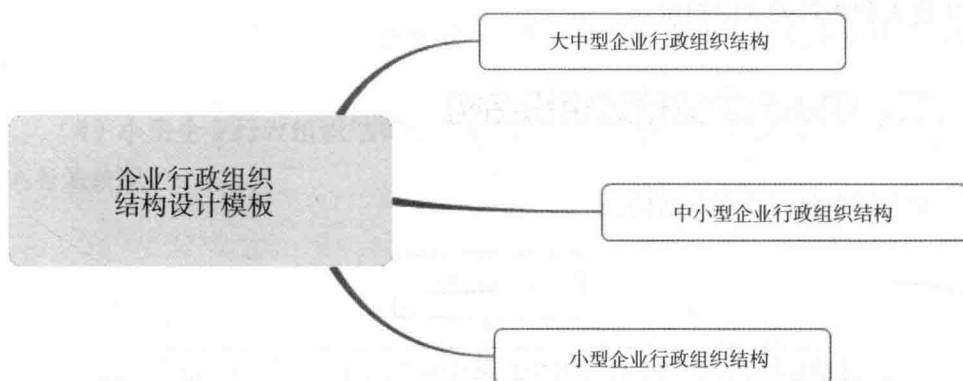 大中型企业行政组织结构
企业行政组织
结构设计模板
中小型企业行政组织结构
小型企业行政组织结构